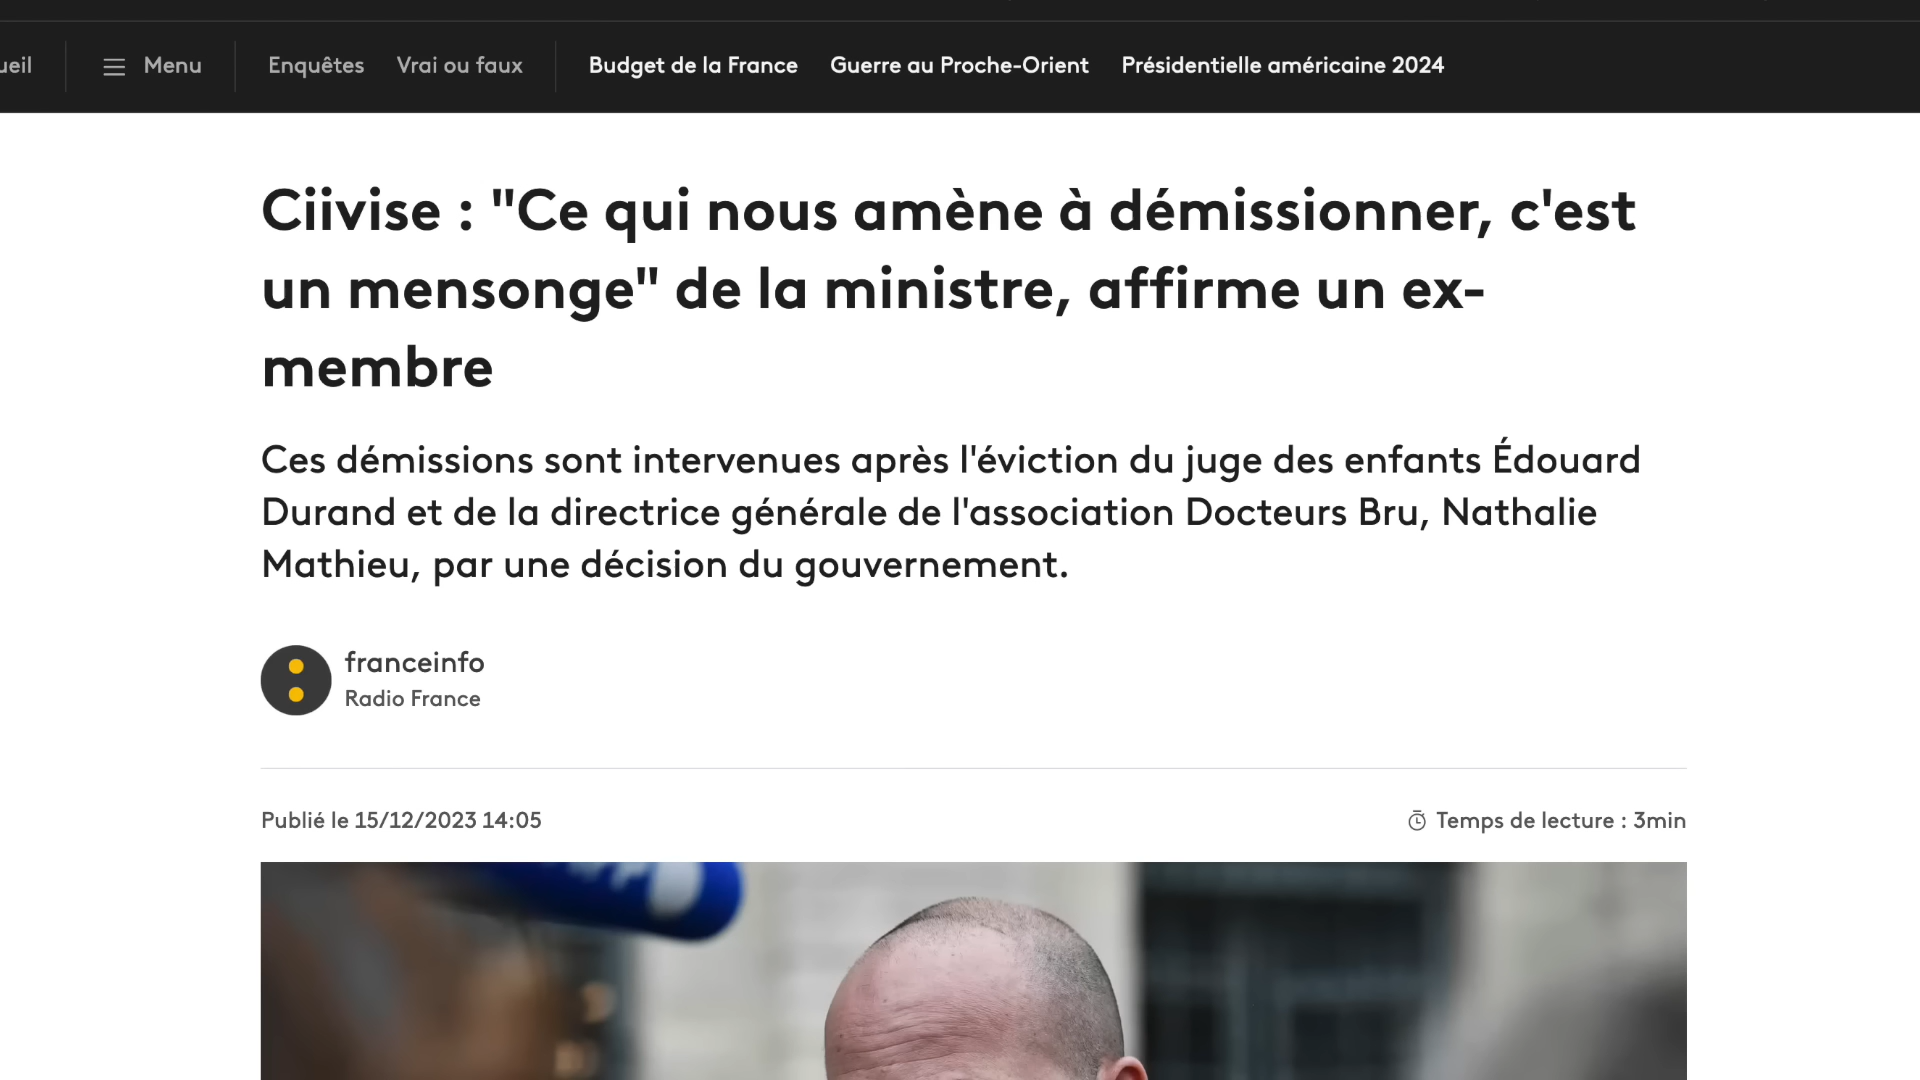 Menu
Enquêtes
Vrai ou faux
Budget de la France
Guerre au Proche-Orient
Présidentielle américaine 2024
Ciivise : "Ce qui nous amène à démissionner, c'est
un mensonge" de la ministre, affirme un ex-
membre
Ces démissions sont intervenues après l'éviction du juge des enfants Édouard
Durand et de la directrice générale de l'association Docteurs Bru, Nathalie
Mathieu, par une décision du gouvernement.
franceinfo
Radio France
Publié le 15/12/2023 14:05
Temps de lecture : 3min